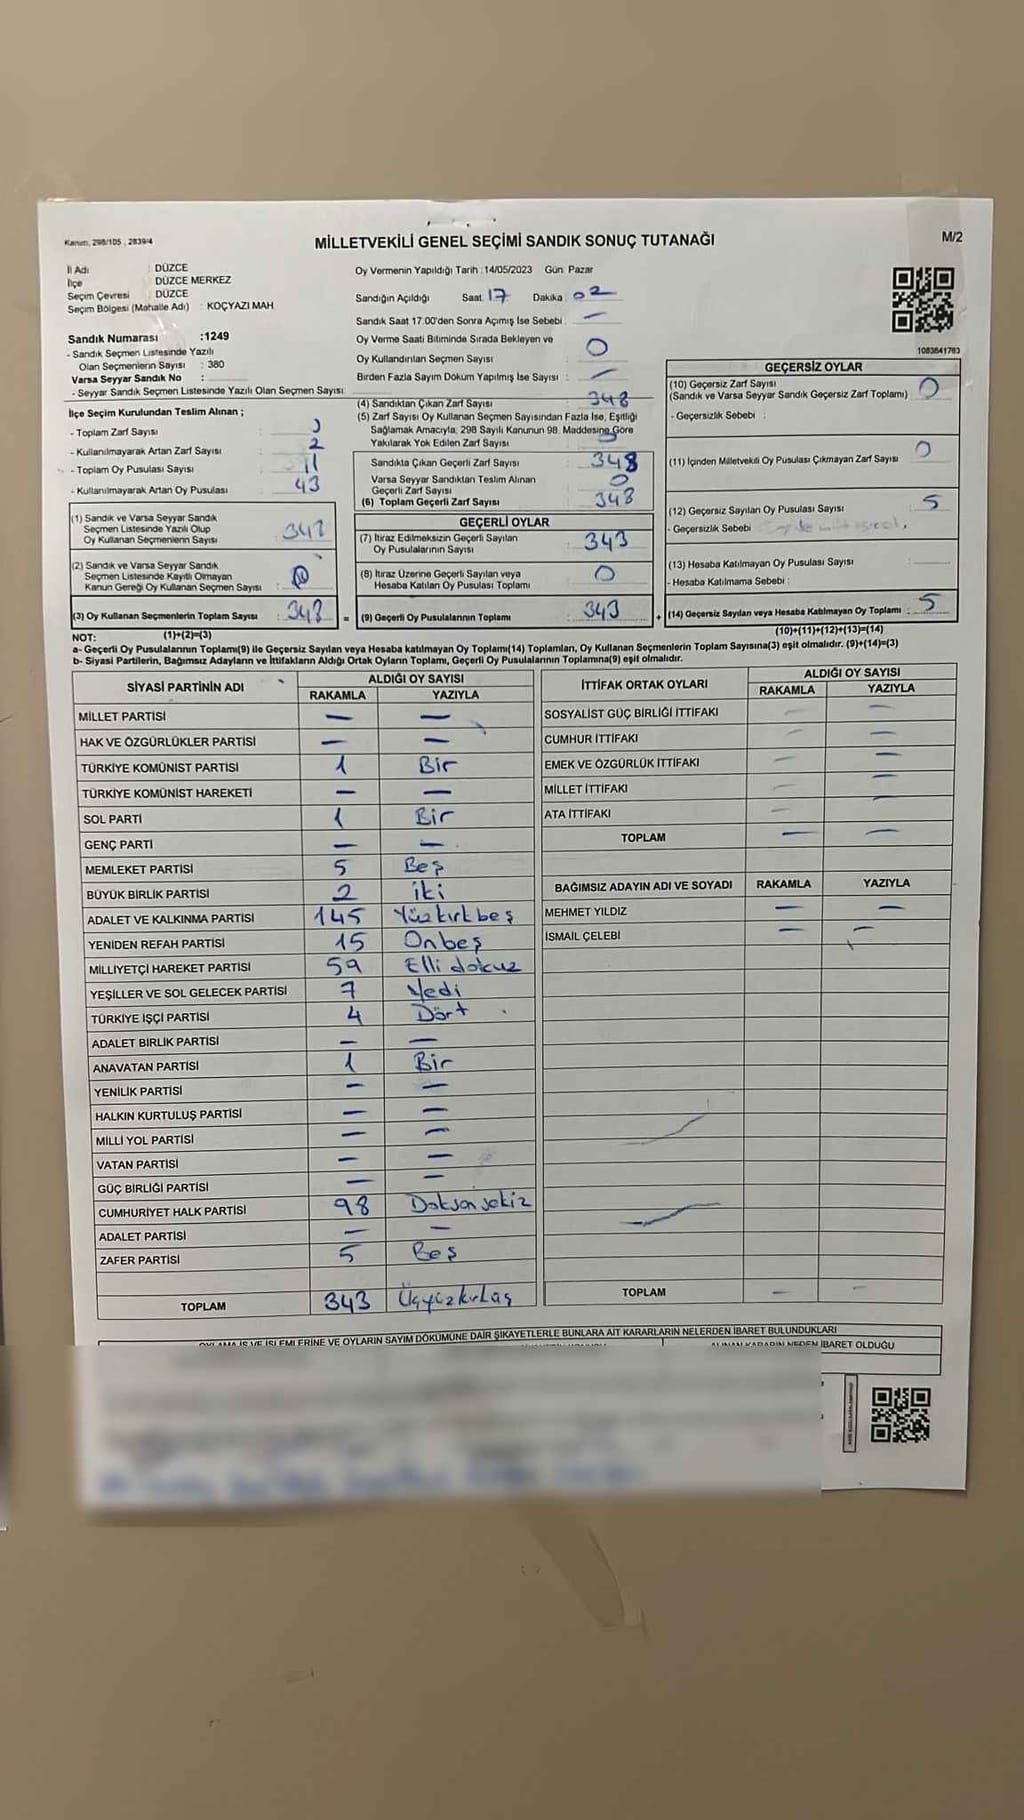 Kanun, 298/105 , 2839/4
MİLLETVEKİLİ GENEL SEÇİMİ SANDIK SONUÇ TUTANAĞI
M/2
İl Adı : DÜZCE
İlçe DÜZCE MERKEZ
Seçim Çevresi DÜZCE
Seçim Bölgesi (Mahalle Adı) : KOÇYAZI MAH.
Sandık Numarası :1249
- Sandık Seçmen Listesinde Yazılı
Olan Seçmenlerin Sayısı : 380
Varsa Seyyar Sandık No :
- Seyyar Sandık Seçmen Listesinde Yazılı Olan Seçmen Sayısı:
İlçe Seçim Kurulundan Teslim Alınan ;
- Toplam Zarf Sayısı :
- Kullanılmayarak Artan Zarf Sayısı : 2
- Toplam Oy Pusulası Sayısı : 11
- Kullanılmayarak Artan Oy Pusulası : 43
Oy Vermenin Yapıldığı Tarih :14/05/2023 Gün: Pazar
Sandığın Açıldığı Saat: 17 Dakika: 02
Sandık Saat 17.00'den Sonra Açımış İse Sebebi : —
Oy Verme Saati Bitiminde Sırada Bekleyen ve
Oy Kullandırılan Seçmen Sayısı : 0
Birden Fazla Sayım Döküm Yapılmış İse Sayısı : —
(4) Sandıktan Çıkan Zarf Sayısı : 348
(5) Zarf Sayısı Oy Kullanan Seçmen Sayısından Fazla İse, Eşitliği
Sağlamak Amacıyla; 298 Sayılı Kanunun 98. Maddesine Göre
Yakılarak Yok Edilen Zarf Sayısı :
Sandıkta Çıkan Geçerli Zarf Sayısı : 348
Varsa Seyyar Sandıktan Teslim Alınan
Geçerli Zarf Sayısı : 0
(6) Toplam Geçerli Zarf Sayısı : 348
1083641783
GEÇERSİZ OYLAR
(10) Geçersiz Zarf Sayısı
(Sandık ve Varsa Seyyar Sandık Geçersiz Zarf Toplamı) : 0
- Geçersizlik Sebebi :
(11) İçinden Milletvekili Oy Pusulası Çıkmayan Zarf Sayısı : 0
(12) Geçersiz Sayılan Oy Pusulası Sayısı : 5
- Geçersizlik Sebebi
(13) Hesaba Katılmayan Oy Pusulası Sayısı :
- Hesaba Katılmama Sebebi :
(14) Geçersiz Sayılan veya Hesaba Katılmayan Oy Toplamı : 5
(10)+(11)+(12)+(13)=(14)
(1) Sandık ve Varsa Seyyar Sandık
Seçmen Listesinde Yazılı Olup
Oy Kullanan Seçmenlerin Sayısı : 348
(2) Sandık ve Varsa Seyyar Sandık
Seçmen Listesinde Kayıtlı Olmayan
Kanun Gereği Oy Kullanan Seçmen Sayısı :
(3) Oy Kullanan Seçmenlerin Toplam Sayısı : 348 =
(1)+(2)=(3)
GEÇERLİ OYLAR
(7) İtiraz Edilmeksizin Geçerli Sayılan
Oy Pusulalarının Sayısı : 343
(8) İtiraz Üzerine Geçerli Sayılan veya
Hesaba Katılan Oy Pusulaları Toplamı : 0
(9) Geçerli Oy Pusulalarının Toplamı : 343 +
NOT:
a- Geçerli Oy Pusulalarının Toplamı(9) ile Geçersiz Sayılan veya Hesaba katılmayan Oy Toplamı(14) Toplamları, Oy Kullanan Seçmenlerin Toplam Sayısına(3) eşit olmalıdır. (9)+(14)=(3)
b- Siyasi Partilerin, Bağımsız Adayların ve İttifakların Aldığı Ortak Oyların Toplamı, Geçerli Oy Pusulalarının Toplamına(9) eşit olmalıdır.
SİYASİ PARTİNİN ADI ALDIĞI OY SAYISI
RAKAMLA YAZIYLA
MİLLET PARTİSİ — —
HAK VE ÖZGÜRLÜKLER PARTİSİ — —
TÜRKİYE KOMÜNİST PARTİSİ 1 Bir
TÜRKİYE KOMÜNİST HAREKETİ — —
SOL PARTİ 1 Bir
GENÇ PARTİ — —
MEMLEKET PARTİSİ 5 Beş
BÜYÜK BİRLİK PARTİSİ 2 iki
ADALET VE KALKINMA PARTİSİ 145 Yüzkırkbeş
YENİDEN REFAH PARTİSİ 15 Onbeş
MİLLİYETÇİ HAREKET PARTİSİ 59 Elli dokuz
YEŞİLLER VE SOL GELECEK PARTİSİ 7 Yedi
TÜRKİYE İŞÇİ PARTİSİ 4 Dört
ADALET BİRLİK PARTİSİ — —
ANAVATAN PARTİSİ 1 Bir
YENİLİK PARTİSİ — —
HALKIN KURTULUŞ PARTİSİ — —
MİLLİ YOL PARTİSİ — —
VATAN PARTİSİ — —
GÜÇ BİRLİĞİ PARTİSİ — —
CUMHURİYET HALK PARTİSİ 98 Doksansekiz
ADALET PARTİSİ — —
ZAFER PARTİSİ 5 Beş
TOPLAM 343 Üçyüzkırküç
İTTİFAK ORTAK OYLARI ALDIĞI OY SAYISI
RAKAMLA YAZIYLA
SOSYALİST GÜÇ BİRLİĞİ İTTİFAKI — —
CUMHUR İTTİFAKI — —
EMEK VE ÖZGÜRLÜK İTTİFAKI — —
MİLLET İTTİFAKI — —
ATA İTTİFAKI — —
TOPLAM — —
BAĞIMSIZ ADAYIN ADI VE SOYADI RAKAMLA YAZIYLA
MEHMET YILDIZ — —
İSMAİL ÇELEBİ — —
TOPLAM — —
OYLAMA İŞ VE İŞLEMLERİNE VE OYLARIN SAYIM DÖKÜMÜNE DAİR ŞİKAYETLERLE BUNLARA AİT KARARLARIN NELERDEN İBARET BULUNDUKLARI
ALINAN KARARIN NEDEN İBARET OLDUĞU